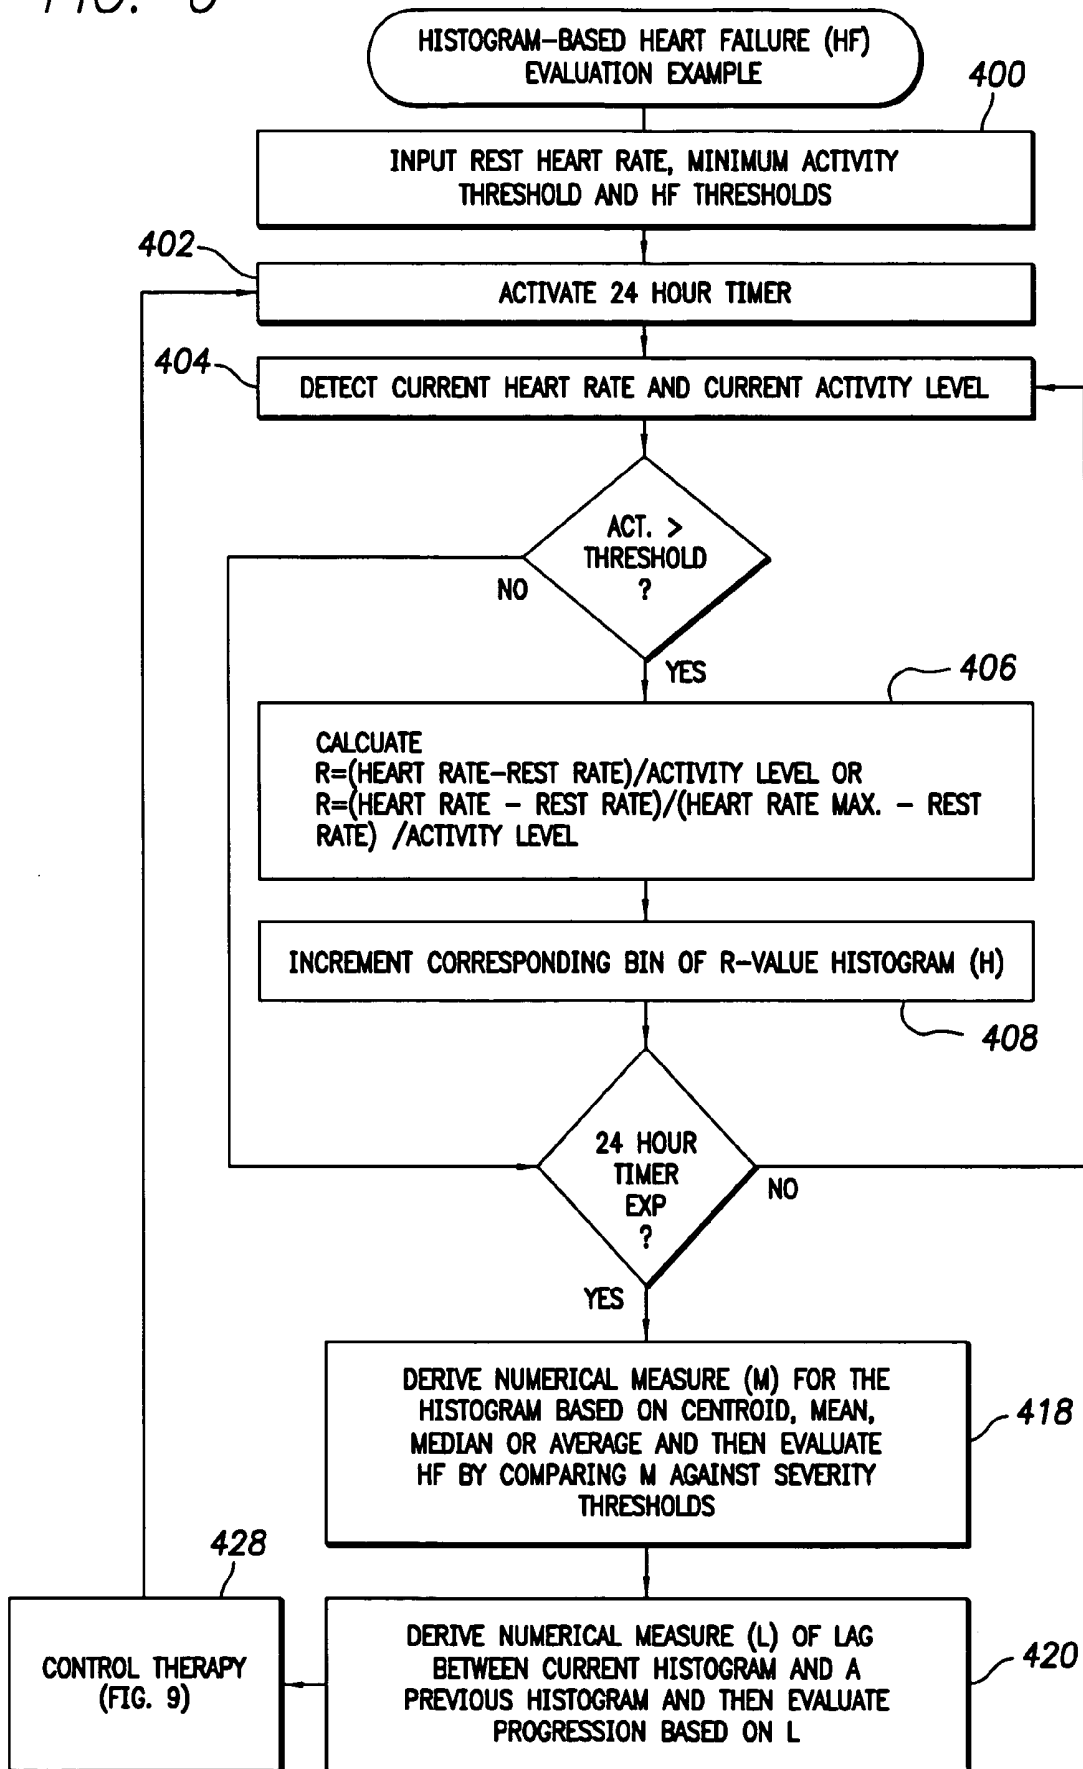 FIG.
HISTOGRAM-BASED HEART FAILURE (HF)
EVALUATION EXAMPLE
400
INPUT REST HEART RATE, MINIMUM ACTIVITY
THRESHOLD AND HF THRESHOLDS
402
ACTIVATE 24 HOUR TIMER
404
DETECT CURRENT HEART RATE AND CURRENT ACTIVITY LEVEL
ACT. >
THRESHOLD
?
NO
YES
406
CALCUATE
R=(HEART RATE-REST RATE)/ACTIVITY LEVEL OR
R=(HEART RATE - REST RATE)/(HEART RATE MAX. - REST
RATE) /ACTIVITY LEVEL
INCREMENT CORRESPONDING BIN OF R-VALUE HISTOGRAM (H)
408
24 HOUR
TIMER
EXP
?
NO
YES
DERIVE NUMERICAL MEASURE (M) FOR THE
HISTOGRAM BASED ON CENTROID, MEAN,
MEDIAN OR AVERAGE AND THEN EVALUATE
HF BY COMPARING M AGAINST SEVERITY
THRESHOLDS
418
428
CONTROL THERAPY
(FIG. 9)
DERIVE NUMERICAL MEASURE (L) OF LAG
BETWEEN CURRENT HISTOGRAM AND A
PREVIOUS HISTOGRAM AND THEN EVALUATE
PROGRESSION BASED ON L
420